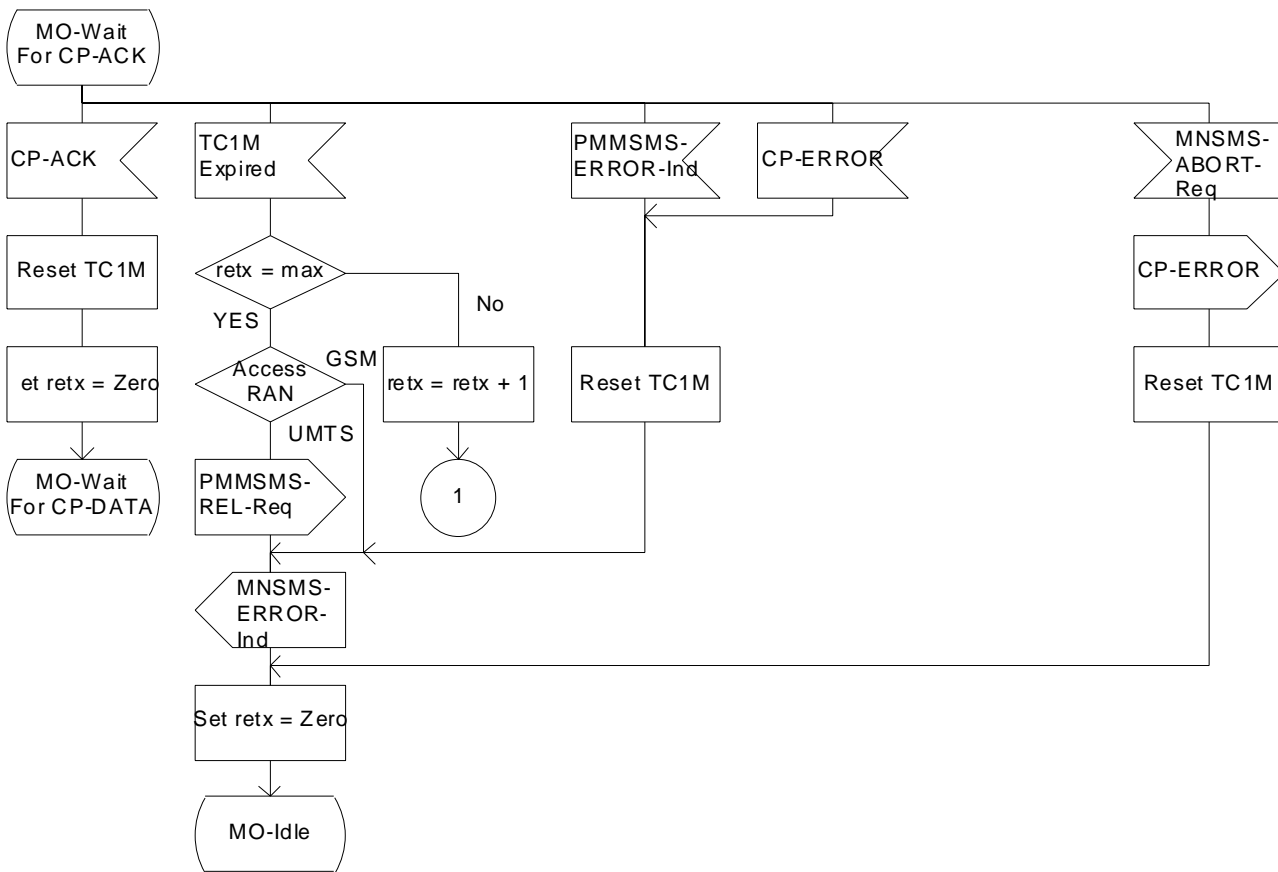 MO-Wait
For CP-ACK
CP-ACK
TC1M
Expired
PMMSMS-
ERROR-Ind
CP-ERROR
MNSMS-
ABORT-
Req
Reset TC1M
retx = max
No
YES
CP-ERROR
et retx = Zero
Access
RAN
GSM
UMTS
retx = retx + 1
Reset TC1M
Reset TC1M
MO-Wait
For CP-DATA
PMMSMS-
REL-Req
1
MNSMS-
ERROR-
Ind
Set retx = Zero
MO-Idle